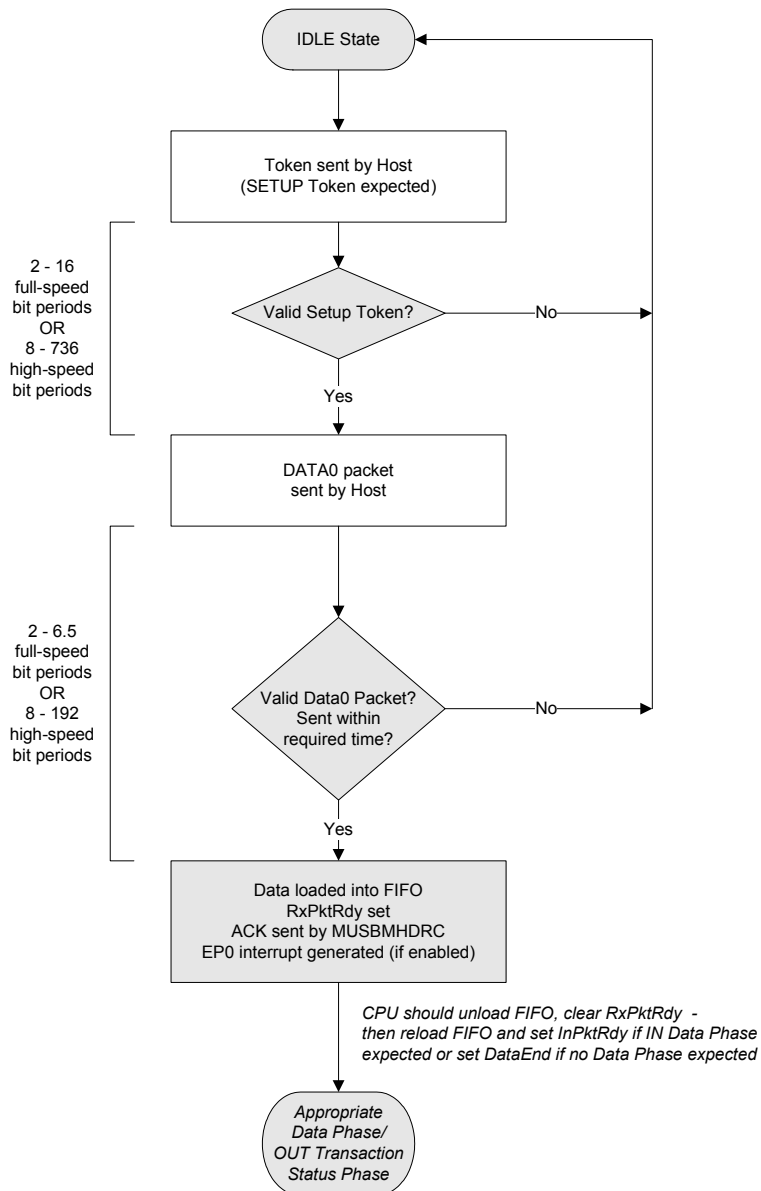 IDLE State
Token sent by Host
(SETUP Token expected)
2 - 16
full-speed
bit periods
OR
8 - 736
high-speed
bit periods
Valid Setup Token?
No
Yes
DATA0 packet
sent by Host
2 - 6.5
full-speed
bit periods
OR
8 - 192
high-speed
bit periods
Valid Data0 Packet?
Sent within
required time?
No
Yes
Data loaded into FIFO
RxPktRdy set
ACK sent by MUSBMHDRC
EP0 interrupt generated (if enabled)
CPU should unload FIFO, clear RxPktRdy -
then reload FIFO and set InPktRdy if IN Data Phase
expected or set DataEnd if no Data Phase expected
Appropriate
Data Phase/
OUT Transaction
Status Phase